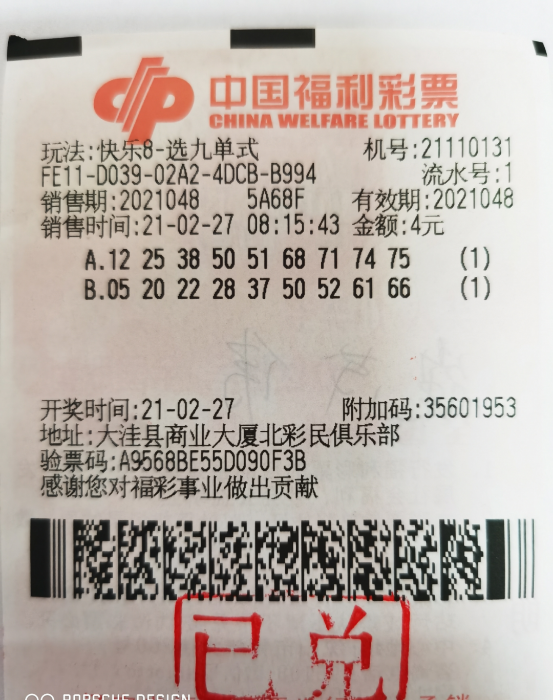 中国福利彩票
CHINA WELFARE LOTTERY
玩法:快乐8-选九单式 机号:21110131
FE11-D039-02A2-4DCB-B994 流水号:1
销售期:2021048 5A68F 有效期:2021048
销售时间:21-02-27 08:15:43 金额:4元
A.12 25 38 50 51 68 71 74 75 (1)
B.05 20 22 28 37 50 52 61 66 (1)
开奖时间:21-02-27 附加码:35601953
地址:大洼县商业大厦北彩民俱乐部
验票码:A9568BE55D090F3B
感谢您对福彩事业做出贡献
已兑
PORSCHE DESIGN